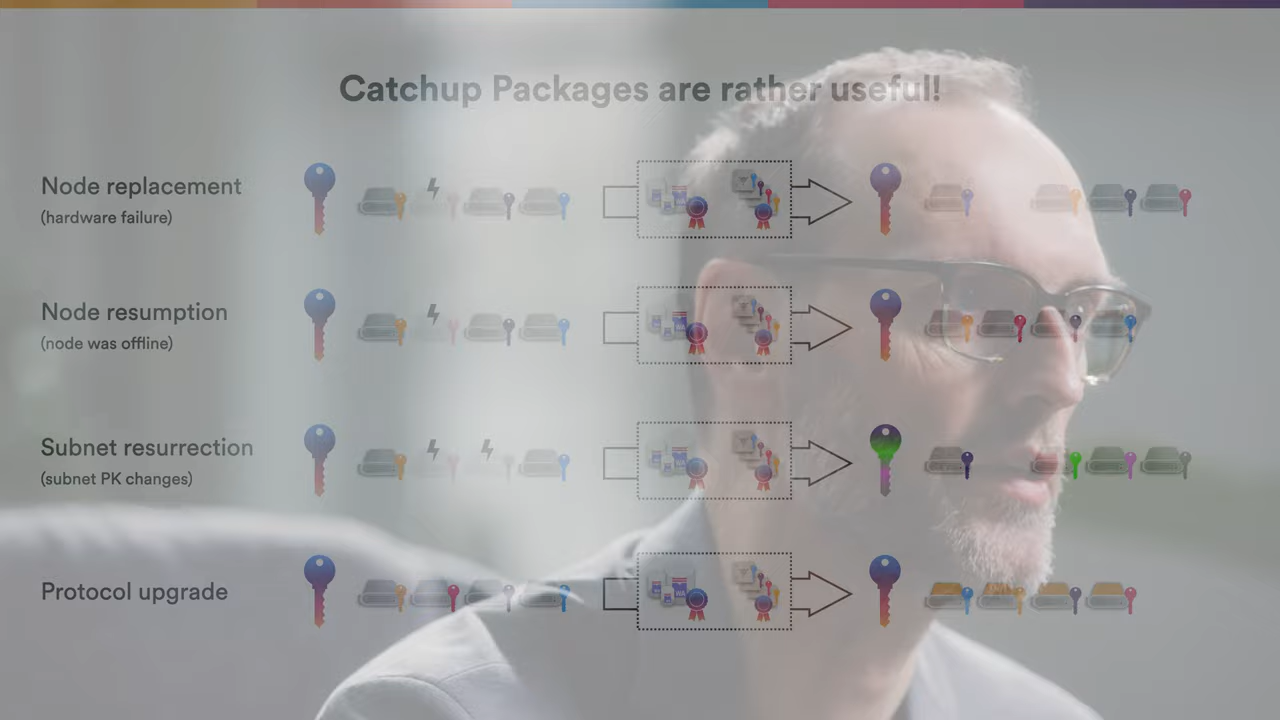 Catchup Packages are rather useful!
Node replacement
(hardware failure)
Node resumption
(node was offline)
Subnet resurrection
(subnet PK changes)
Protocol upgrade